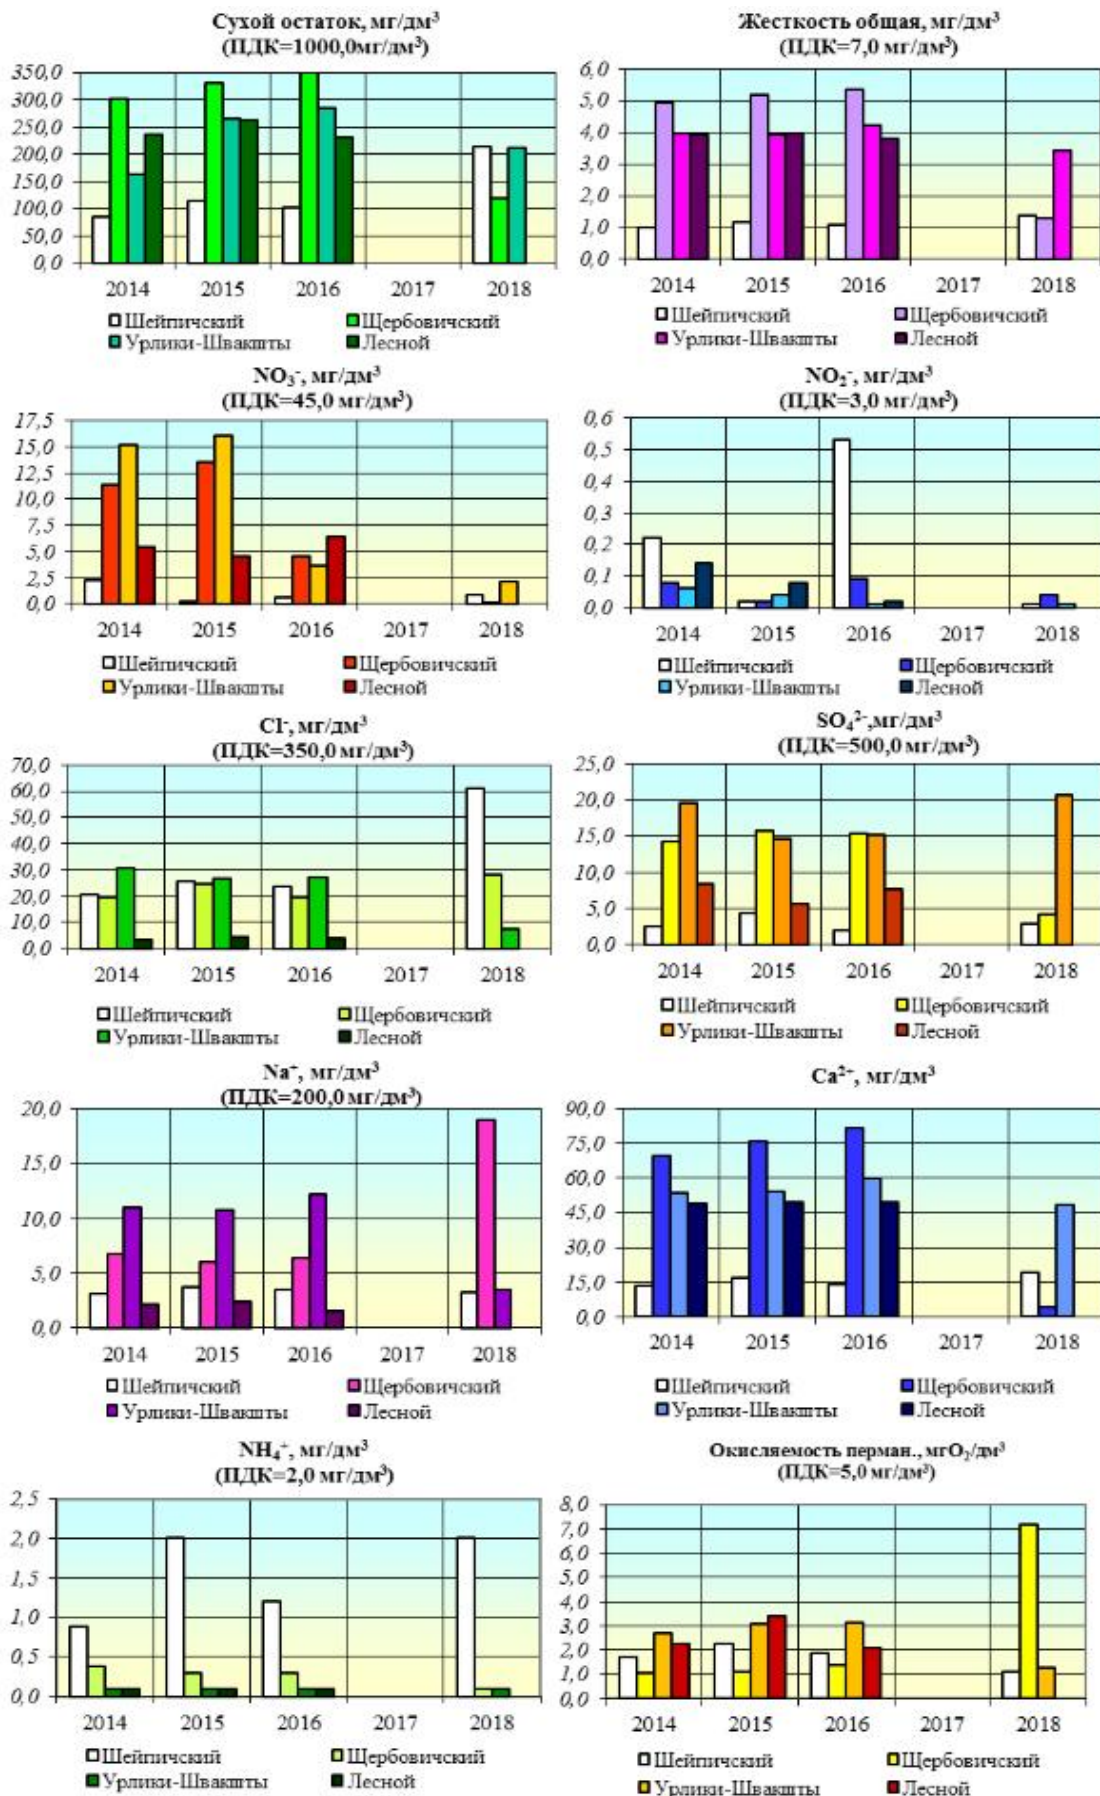 Сухой остаток, мг/дм³
(ПДК=1000,0мг/дм³)
350,0
300,0
250,0
200,0
150,0
100,0
50,0
0,0
2014 2015 2016 2017 2018
Шейпичский Щербовичский
Урлики-Швакшты Лесной
Жесткость общая, мг/дм³
(ПДК=7,0 мг/дм³)
6,0
5,0
4,0
3,0
2,0
1,0
0,0
2014 2015 2016 2017 2018
Шейпичский Щербовичский
Урлики-Швакшты Лесной
NO₃⁻, мг/дм³
(ПДК=45,0 мг/дм³)
17,5
15,0
12,5
10,0
7,5
5,0
2,5
0,0
2014 2015 2016 2017 2018
Шейпичский Щербовичский
Урлики-Швакшты Лесной
NO₂⁻, мг/дм³
(ПДК=3,0 мг/дм³)
0,6
0,5
0,4
0,3
0,2
0,1
0,0
2014 2015 2016 2017 2018
Шейпичский Щербовичский
Урлики-Швакшты Лесной
Cl⁻, мг/дм³
(ПДК=350,0 мг/дм³)
70,0
60,0
50,0
40,0
30,0
20,0
10,0
0,0
2014 2015 2016 2017 2018
Шейпичский Щербовичский
Урлики-Швакшты Лесной
SO₄²⁻,мг/дм³
(ПДК=500,0 мг/дм³)
25,0
20,0
15,0
10,0
5,0
0,0
2014 2015 2016 2017 2018
Шейпичский Щербовичский
Урлики-Швакшты Лесной
Na⁺, мг/дм³
(ПДК=200,0 мг/дм³)
20,0
15,0
10,0
5,0
0,0
2014 2015 2016 2017 2018
Шейпичский Щербовичский
Урлики-Швакшты Лесной
Ca²⁺, мг/дм³
90,0
75,0
60,0
45,0
30,0
15,0
0,0
2014 2015 2016 2017 2018
Шейпичский Щербовичский
Урлики-Швакшты Лесной
NH₄⁺, мг/дм³
(ПДК=2,0 мг/дм³)
2,5
2,0
1,5
1,0
0,5
0,0
2014 2015 2016 2017 2018
Шейпичский Щербовичский
Урлики-Швакшты Лесной
Окисляемость перман., мгO₂/дм³
(ПДК=5,0 мг/дм³)
8,0
7,0
6,0
5,0
4,0
3,0
2,0
1,0
0,0
2014 2015 2016 2017 2018
Шейпичский Щербовичский
Урлики-Швакшты Лесной